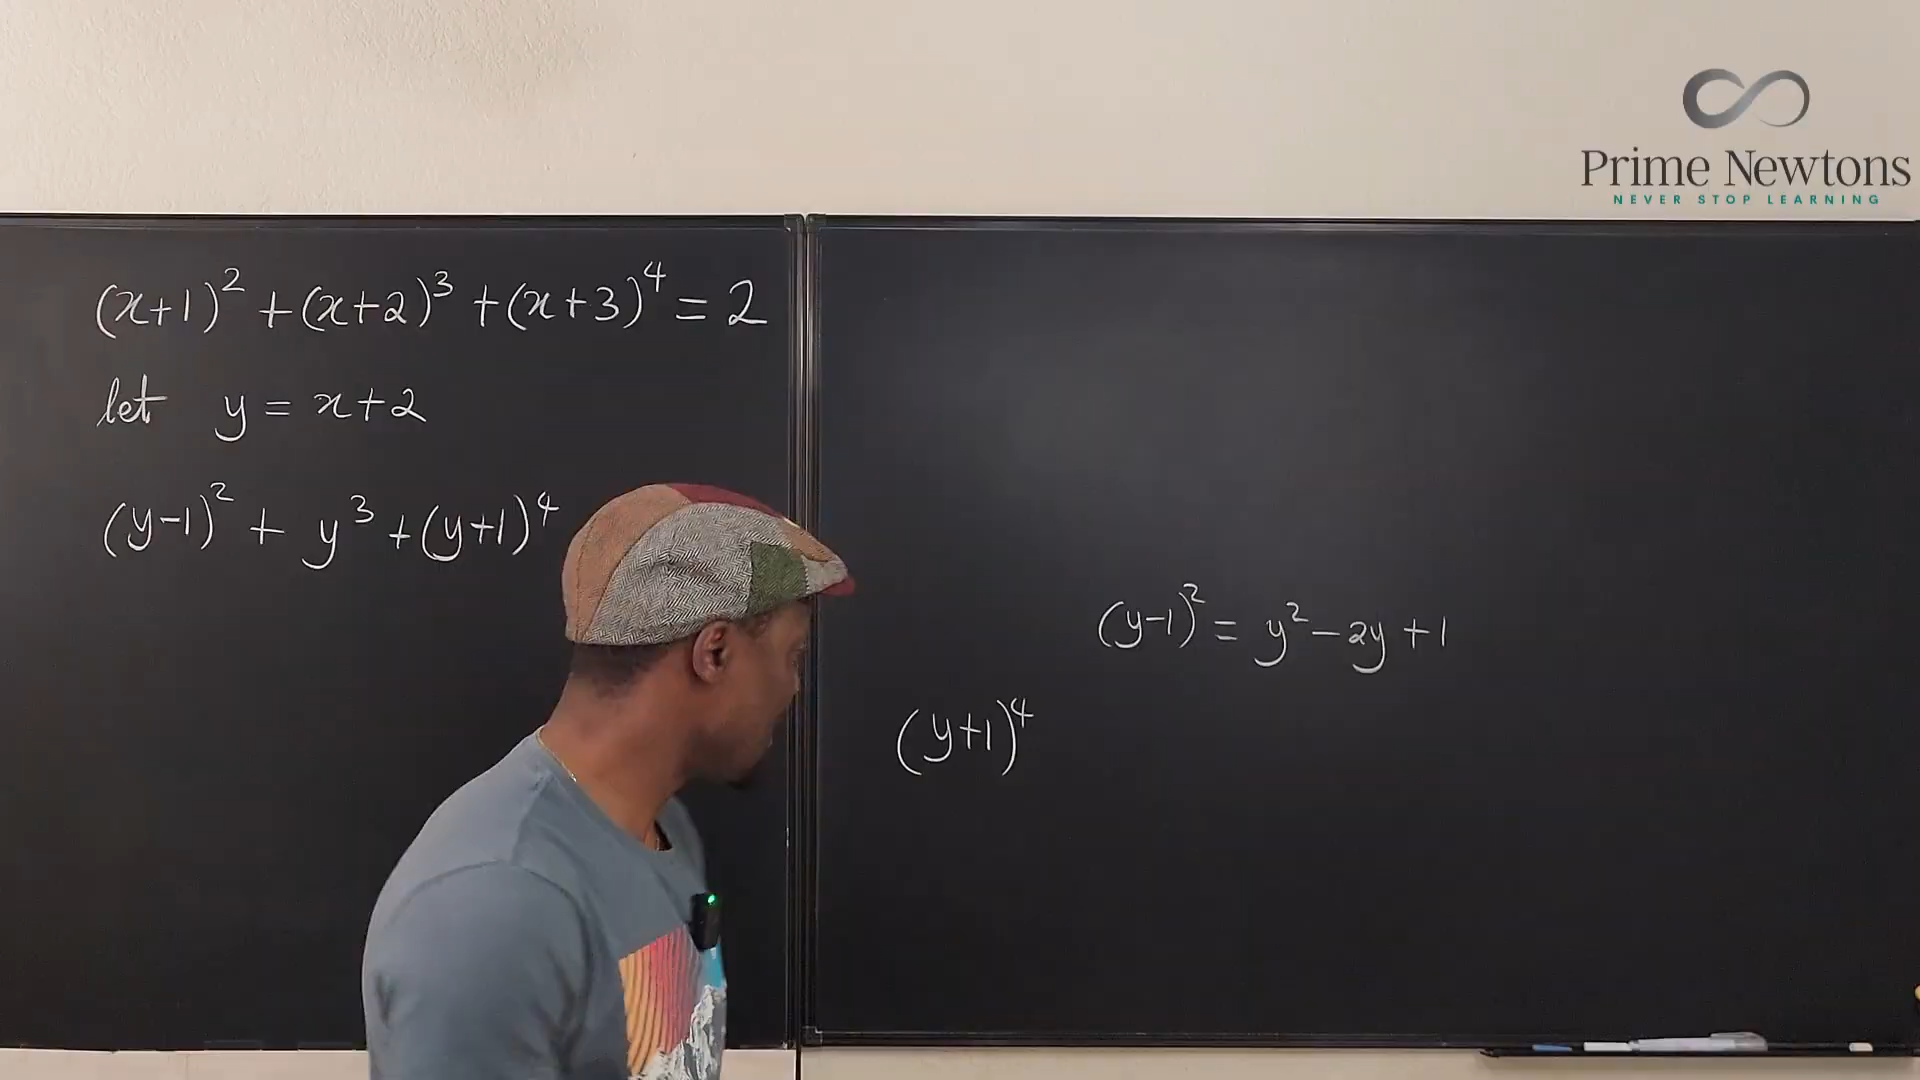 Prime Newtons
NEVER STOP LEARNING
(x+1)² + (x+2)³ + (x+3)⁴ = 2
let y = x+2
(y-1)² + y³ + (y+1)⁴
(y-1)² = y² - 2y + 1
(y+1)⁴